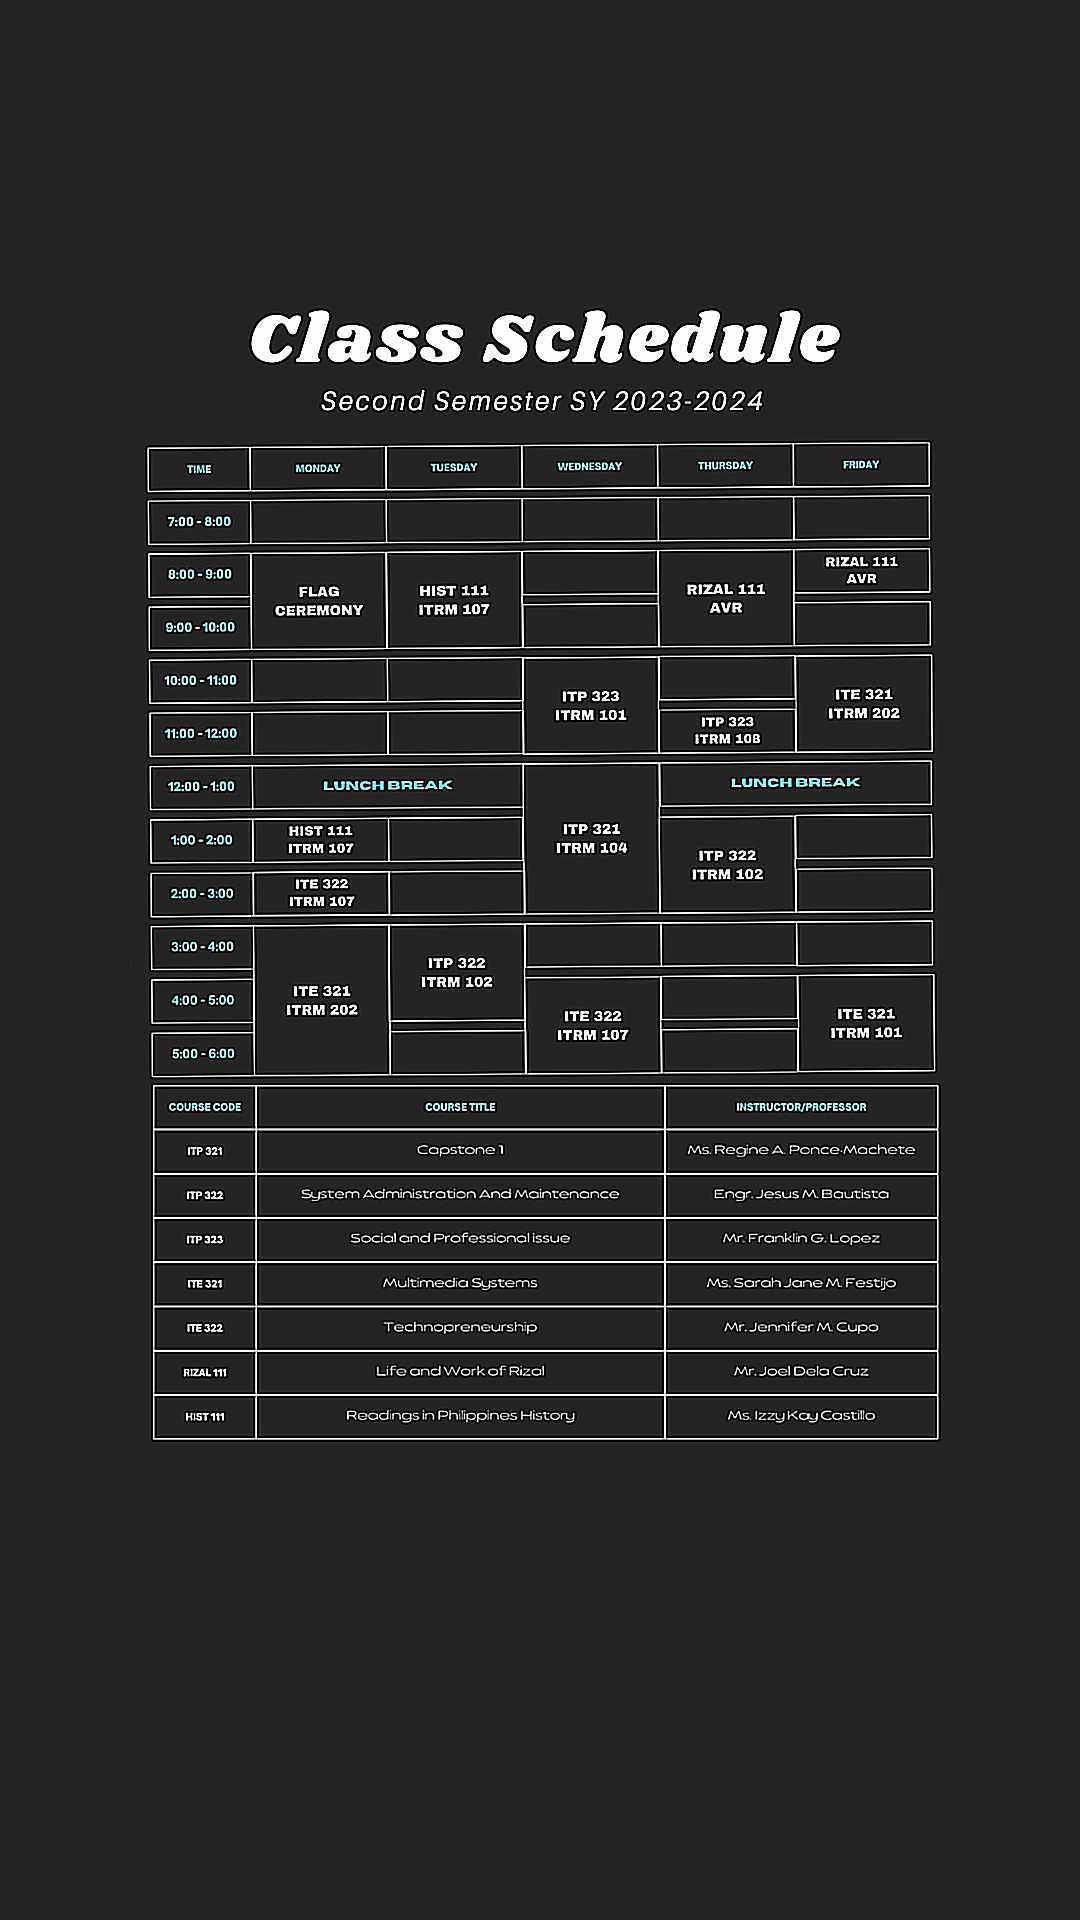 Class Schedule
Second Semester SY 2023-2024
TIME MONDAY TUESDAY WEDNESDAY THURSDAY FRIDAY
7:00 - 8:00
8:00 - 9:00
9:00 - 10:00
FLAG
CEREMONY
HIST 111
ITRM 107
RIZAL 111
AVR
RIZAL 111
AVR
10:00 - 11:00
11:00 - 12:00
ITP 323
ITRM 101
ITP 323
ITRM 108
ITE 321
ITRM 202
12:00 - 1:00
LUNCH BREAK
LUNCH BREAK
1:00 - 2:00
2:00 - 3:00
HIST 111
ITRM 107
ITE 322
ITRM 107
ITP 321
ITRM 104
ITP 322
ITRM 102
3:00 - 4:00
4:00 - 5:00
5:00 - 6:00
ITE 321
ITRM 202
ITP 322
ITRM 102
ITE 322
ITRM 107
ITE 321
ITRM 101
COURSE CODE COURSE TITLE INSTRUCTOR/PROFESSOR
ITP 321 Capstone 1 Ms. Regine A. Ponce-Machete
ITP 322 System Administration And Maintenance Engr. Jesus M. Bautista
ITP 323 Social and Professional issue Mr. Franklin G. Lopez
ITE 321 Multimedia Systems Ms. Sarah Jane M. Festijo
ITE 322 Technopreneurship Mr. Jennifer M. Cupo
RIZAL 111 Life and Work of Rizal Mr. Joel Dela Cruz
HIST 111 Readings in Philippines History Ms. Izzy Kay Castillo